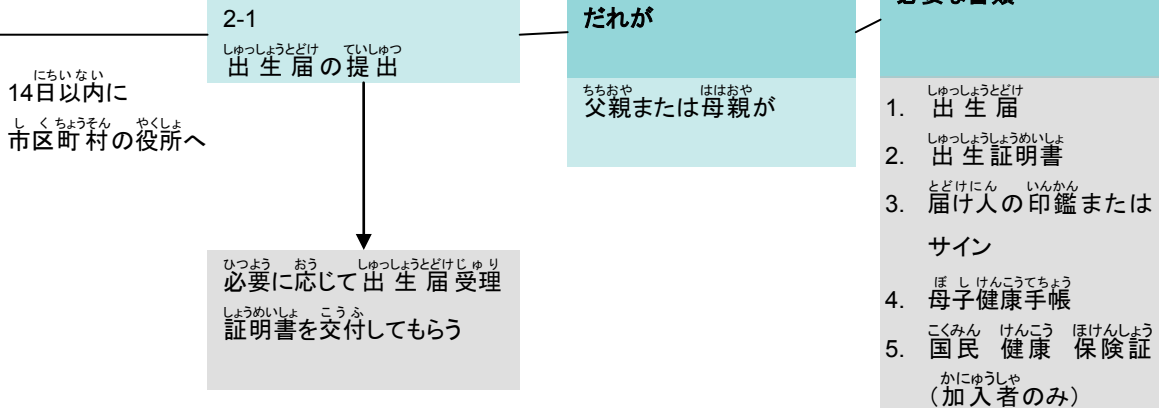 14日以内に
市区町村の役所へ
2-1
出生届の提出
必要に応じて出生届受理
証明書を交付してもらう
だれが
父親または母親が
必要な書類
1. 出生届
2. 出生証明書
3. 届け人の印鑑または
サイン
4. 母子健康手帳
5. 国民 健康 保険証
（加入者のみ）